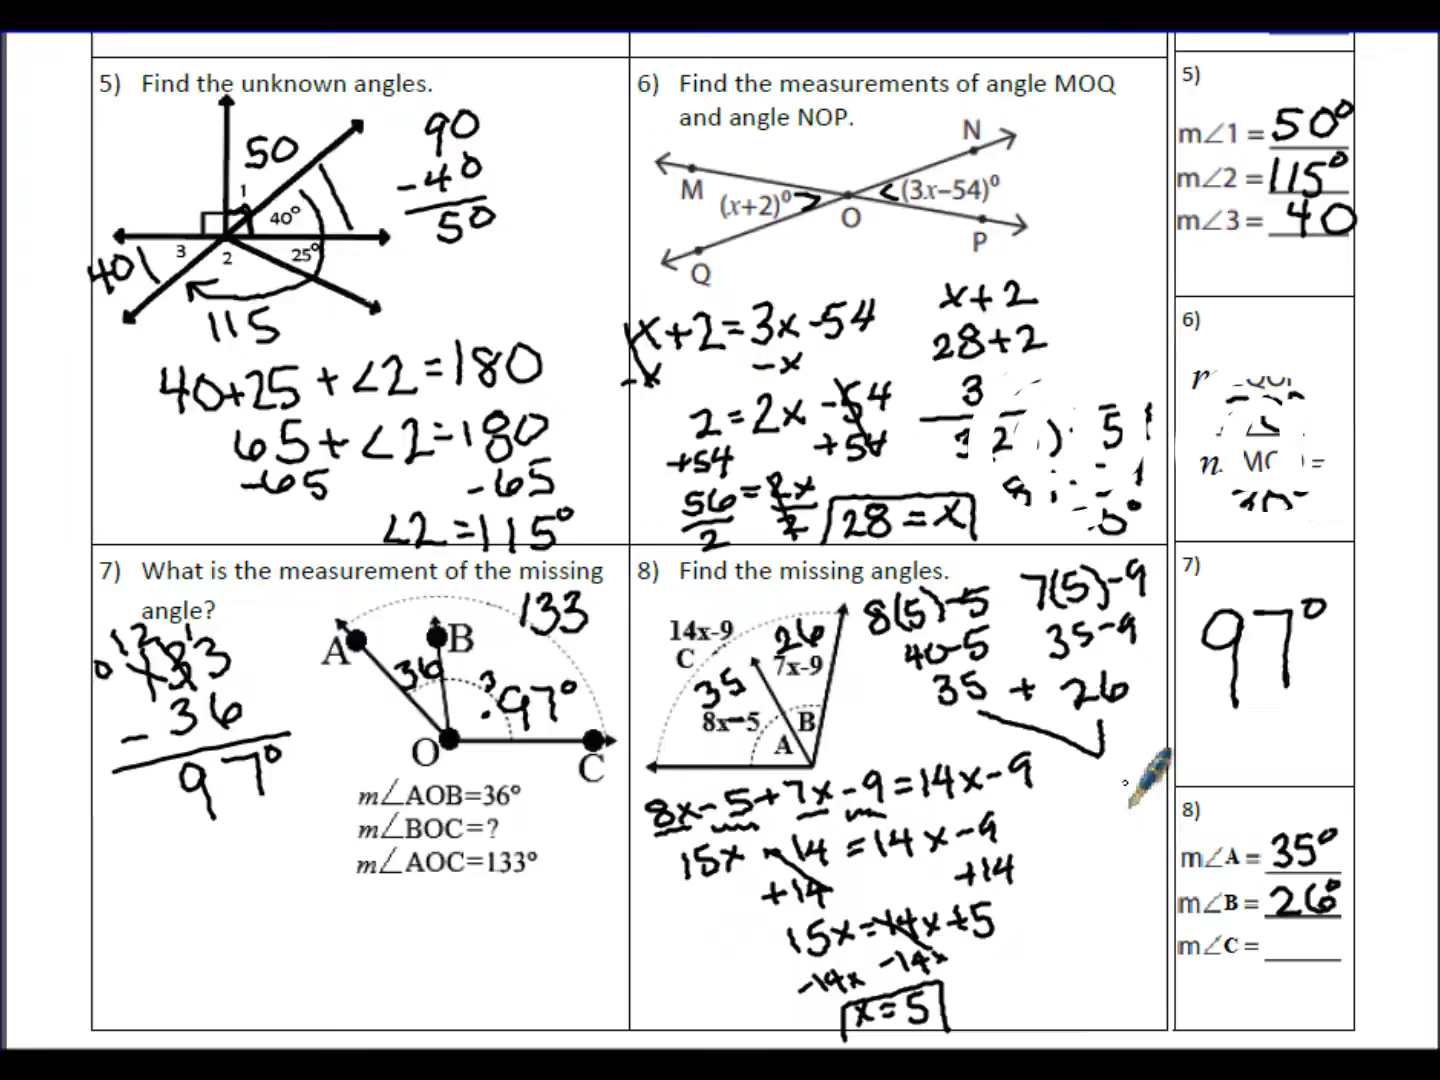 5) Find the unknown angles.
50
90
-40
50
1
40°
3
2
25°
40
115
40+25 + ∠2 = 180
65 + ∠2 = 180
-65 -65
∠2 = 115°
6) Find the measurements of angle MOQ
and angle NOP.
N
M
(x+2)°
(3x-54)°
O
P
Q
x+2 = 3x-54
-x -x
2 = 2x -54
+54 +54
56 = 2x
2 2
28 = x
x+2
28+2
3
7) What is the measurement of the missing
angle?
12 1
0 133
- 36
97°
133
A
B
36
? 97°
O
C
m∠AOB=36°
m∠BOC=?
m∠AOC=133°
8) Find the missing angles.
14x-9
C
26
7x-9
35
8x-5
B
A
8(5)-5 7(5)-9
40-5 35-9
35 + 26
8x-5+7x-9=14x-9
15x -14 = 14x-9
+14 +14
15x=14x+5
-14x -14x
x = 5
5)
m∠1 = 50°
m∠2 = 115°
m∠3 = 40
6)
7)
97°
8)
m∠A = 35°
m∠B = 26°
m∠C =